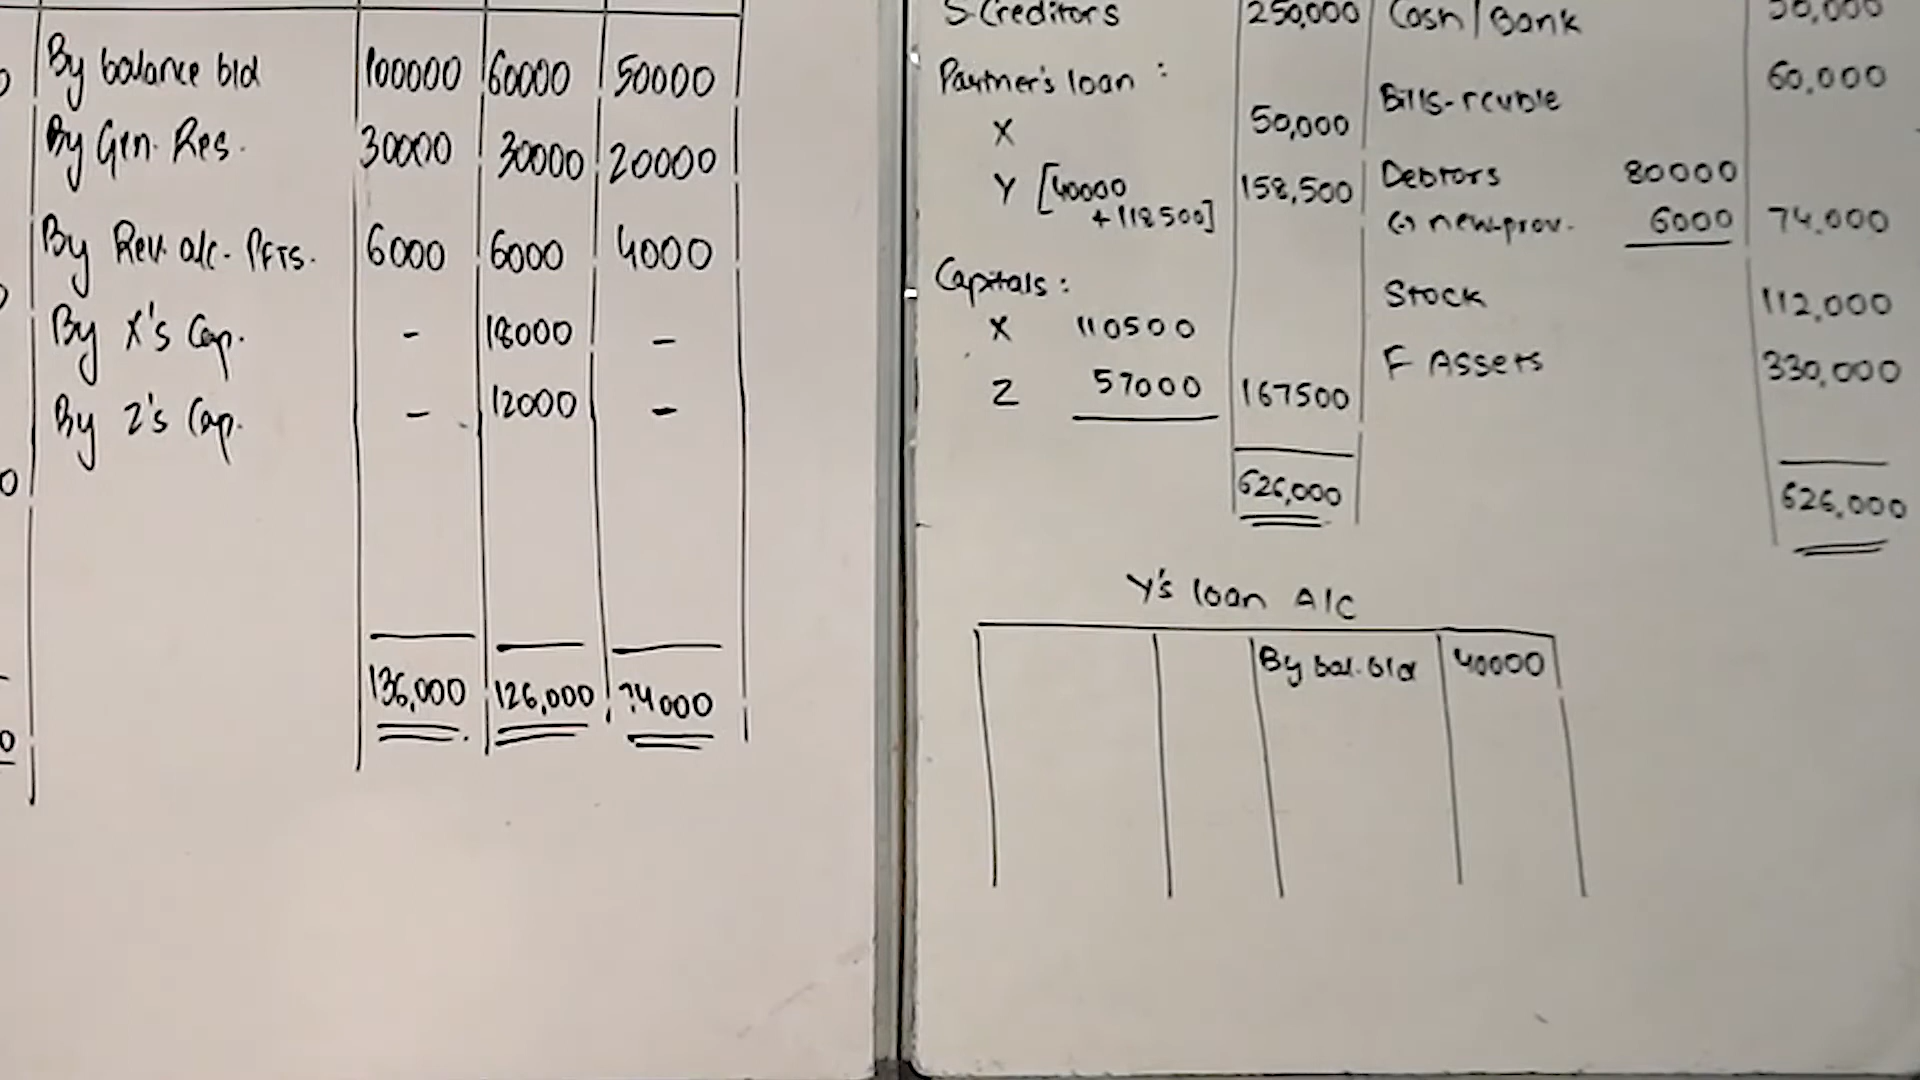 By balance bld 100000 60000 50000
By Gen. Res. 30000 30000 20000
By Rev. a/c. Pfts. 6000 6000 4000
By X's Cap. - 18000 -
By Z's Cap. - 12000 -
136,000 126,000 74000
S.Creditors 250,000 Cash/Bank
Partner's loan : Bills-rcvble 60,000
X 50,000
Y [40000 158,500 Debtors 80000
+118500] (-) new.prov. 6000 74,000
Capitals : Stock 112,000
X 110500
Z 57000 167500 F Assets 330,000
626,000 626,000
Y's loan A/C
By bal. b/d 40000